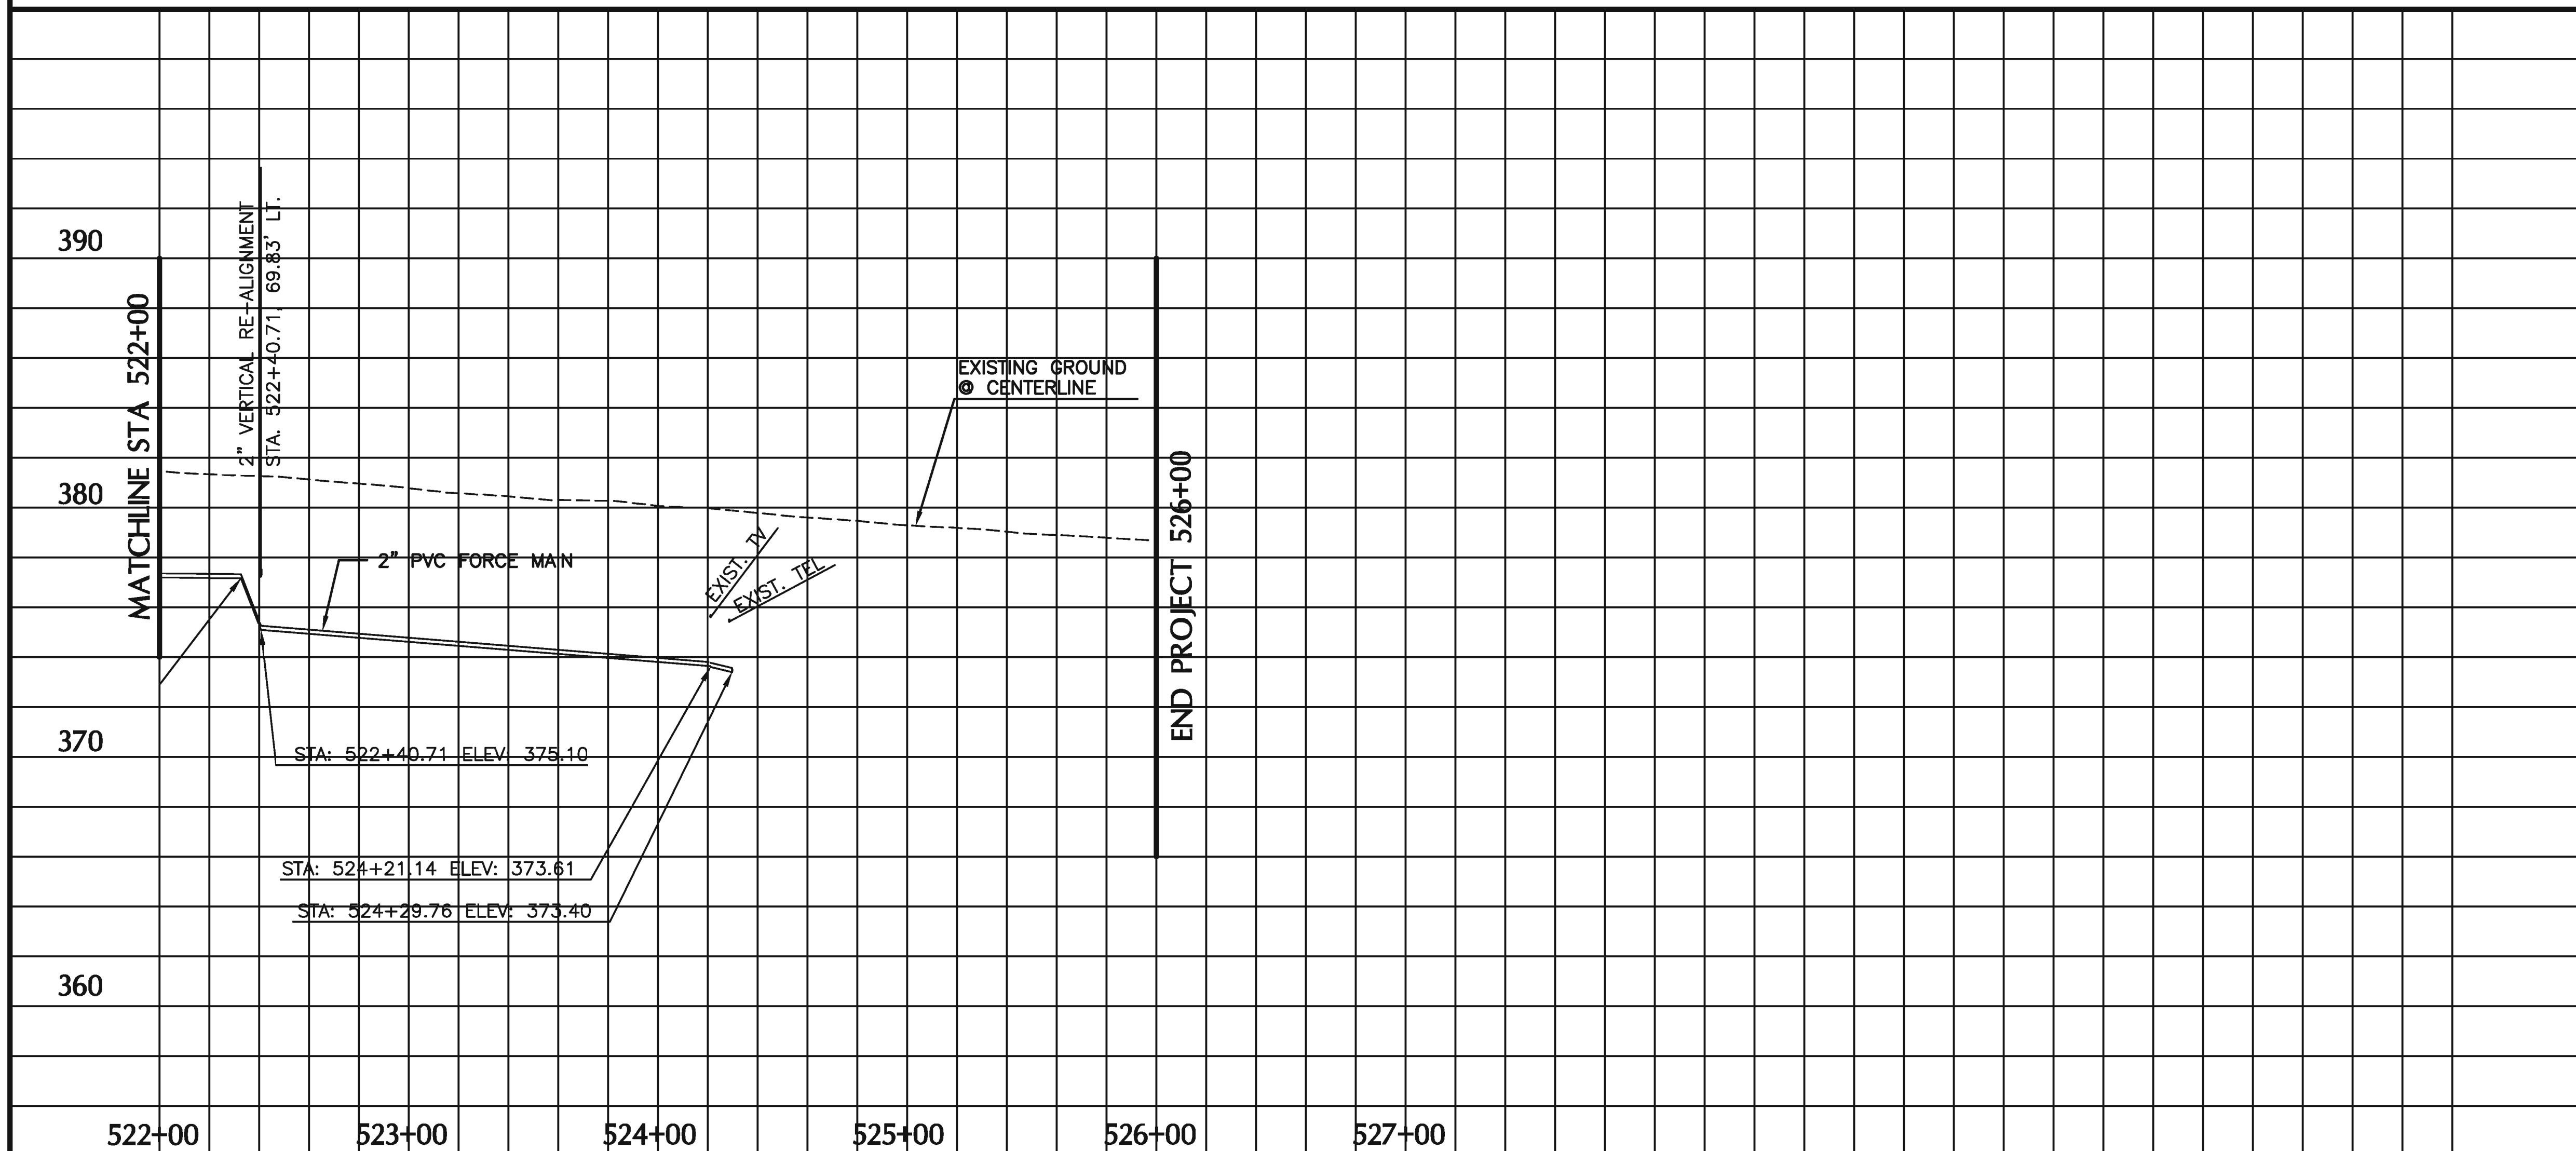 390
MATCHLINE STA 522+00
2" VERTICAL RE-ALIGNMENT
STA. 522+40.71, 69.83' LT.
EXISTING GROUND
@ CENTERLINE
380
2" PVC FORCE MAIN
EXIST. TV
EXIST. TEL
END PROJECT 526+00
370
STA: 522+40.71 ELEV: 375.10
STA: 524+21.14 ELEV: 373.61
STA: 524+29.76 ELEV: 373.40
360
522+00 523+00 524+00 525+00 526+00 527+00